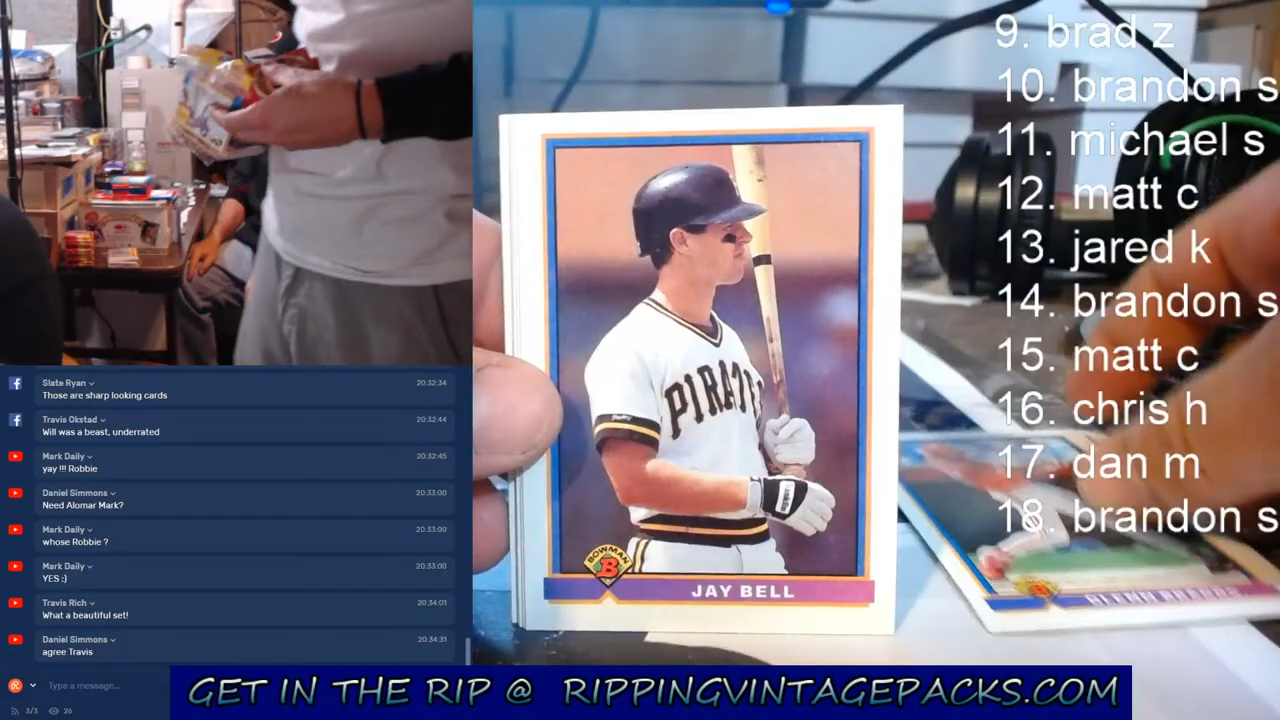 9. brad z
10. brandon s
11. michael s
12. matt c
13. jared k
14. brandon s
15. matt c
16. chris h
17. dan m
18. brandon s
PIRATE
BOWMAN
B
JAY BELL
Slate Ryan
20:32:34
Those are sharp looking cards
Travis Okstad
20:32:44
Will was a beast, underrated
Mark Daily
20:32:45
yay !!! Robbie
Daniel Simmons
20:33:00
Need Alomar Mark?
Mark Daily
20:33:00
whose Robbie ?
Mark Daily
20:33:00
YES :)
Travis Rich
20:34:01
What a beautiful set!
Daniel Simmons
20:34:31
agree Travis
Type a message...
3/3
26
GET IN THE RIP @ RIPPINGVINTAGEPACKS.COM